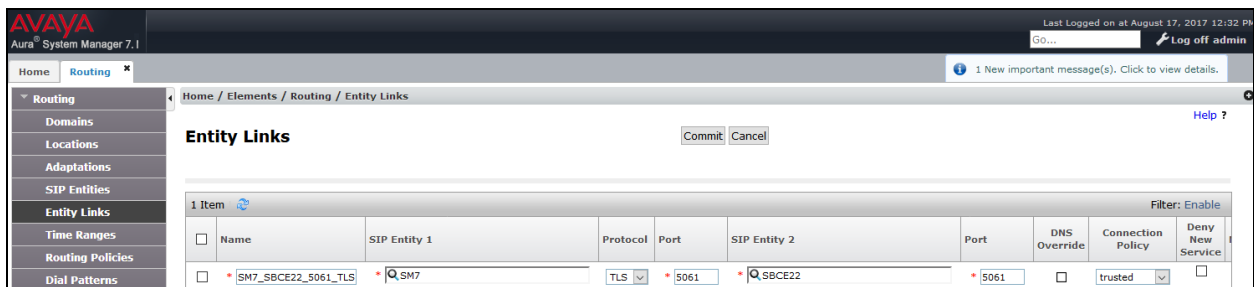 AVAYA
Aura® System Manager 7.1
Last Logged on at August 17, 2017 12:32 PM
Go...
Log off admin
Home
Routing ×
1 New important message(s). Click to view details.
Routing
Domains
Locations
Adaptations
SIP Entities
Entity Links
Time Ranges
Routing Policies
Dial Patterns
Home / Elements / Routing / Entity Links
Help ?
Entity Links
Commit Cancel
1 Item
Filter: Enable
Name SIP Entity 1 Protocol Port SIP Entity 2 Port DNS Override Connection Policy Deny New Service
* SM7_SBCE22_5061_TLS * SM7 TLS * 5061 * SBCE22 * 5061 trusted